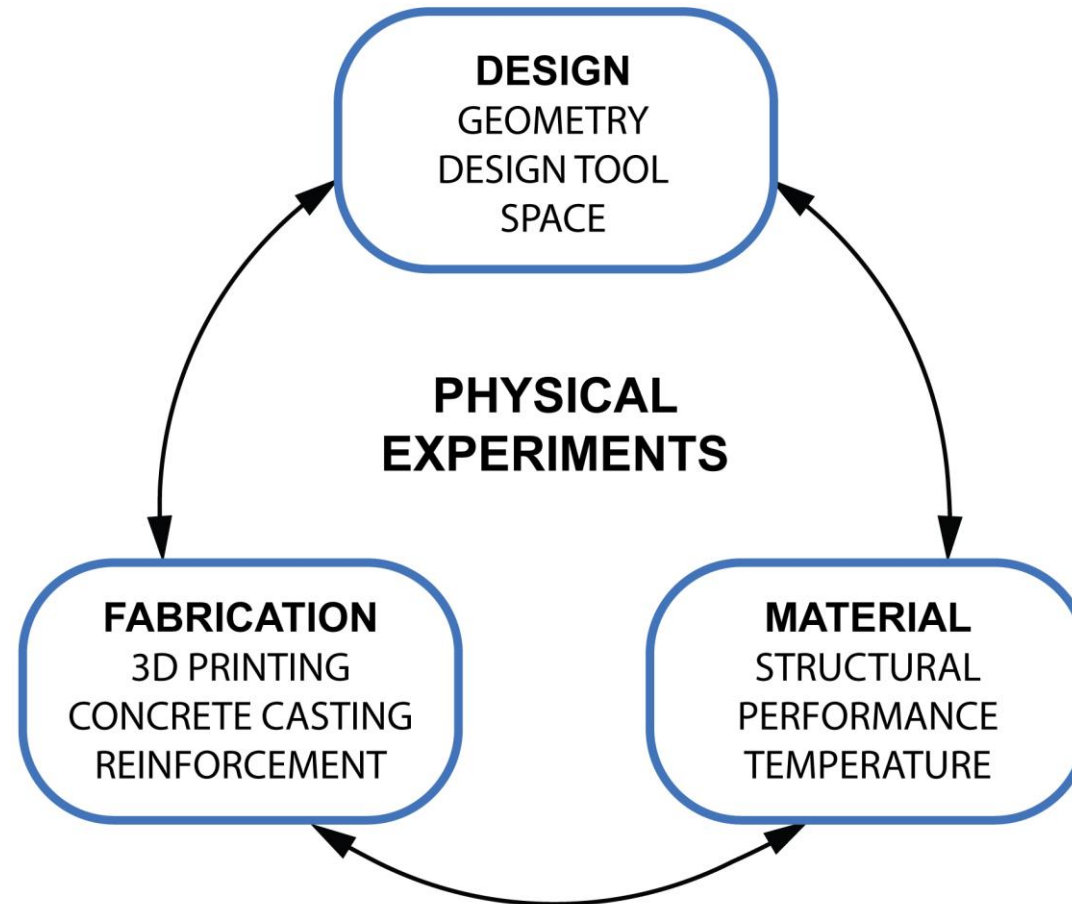 DESIGN
GEOMETRY
DESIGN TOOL
SPACE
PHYSICAL
EXPERIMENTS
FABRICATION
3D PRINTING
CONCRETE CASTING
REINFORCEMENT
MATERIAL
STRUCTURAL
PERFORMANCE
TEMPERATURE